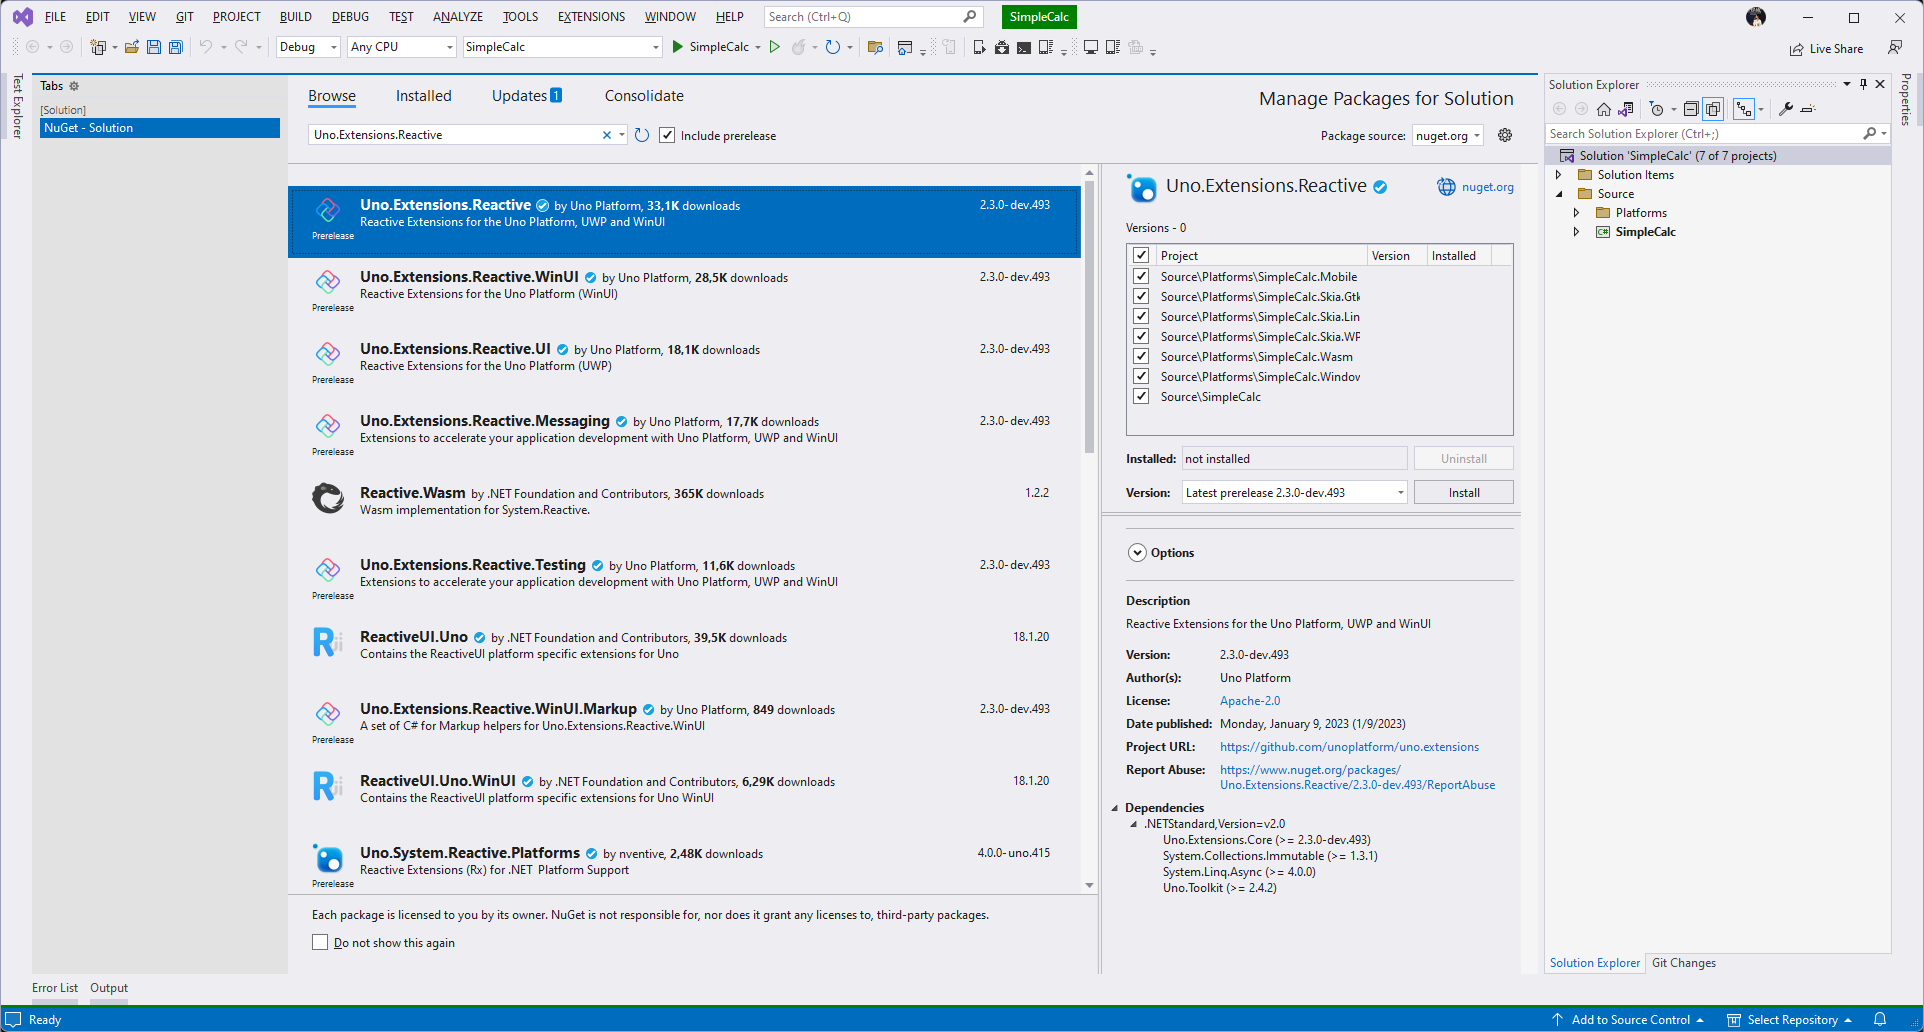 FILE EDIT VIEW GIT PROJECT BUILD DEBUG TEST ANALYZE TOOLS EXTENSIONS WINDOW HELP Search (Ctrl+Q) SimpleCalc
Debug Any CPU SimpleCalc SimpleCalc Live Share
Test Explorer
Tabs
[Solution]
NuGet - Solution
Browse Installed Updates 1 Consolidate Manage Packages for Solution
Uno.Extensions.Reactive Include prerelease Package source: nuget.org
Uno.Extensions.Reactive by Uno Platform, 33,1K downloads 2.3.0-dev.493
Reactive Extensions for the Uno Platform, UWP and WinUI
Prerelease
Uno.Extensions.Reactive.WinUI by Uno Platform, 28,5K downloads 2.3.0-dev.493
Reactive Extensions for the Uno Platform (WinUI)
Prerelease
Uno.Extensions.Reactive.UI by Uno Platform, 18,1K downloads 2.3.0-dev.493
Reactive Extensions for the Uno Platform (UWP)
Prerelease
Uno.Extensions.Reactive.Messaging by Uno Platform, 17,7K downloads 2.3.0-dev.493
Extensions to accelerate your application development with Uno Platform, UWP and WinUI
Prerelease
Reactive.Wasm by .NET Foundation and Contributors, 365K downloads 1.2.2
Wasm implementation for System.Reactive.
Uno.Extensions.Reactive.Testing by Uno Platform, 11,6K downloads 2.3.0-dev.493
Extensions to accelerate your application development with Uno Platform, UWP and WinUI
Prerelease
ReactiveUI.Uno by .NET Foundation and Contributors, 39,5K downloads 18.1.20
Contains the ReactiveUI platform specific extensions for Uno
Uno.Extensions.Reactive.WinUI.Markup by Uno Platform, 849 downloads 2.3.0-dev.493
A set of C# for Markup helpers for Uno.Extensions.Reactive.WinUI
Prerelease
ReactiveUI.Uno.WinUI by .NET Foundation and Contributors, 6,29K downloads 18.1.20
Contains the ReactiveUI platform specific extensions for Uno WinUI
Uno.System.Reactive.Platforms by nventive, 2,48K downloads 4.0.0-uno.415
Reactive Extensions (Rx) for .NET Platform Support
Prerelease
Each package is licensed to you by its owner. NuGet is not responsible for, nor does it grant any licenses to, third-party packages.
Do not show this again
Uno.Extensions.Reactive nuget.org
Versions - 0
Project Version Installed
Source\Platforms\SimpleCalc.Mobile
Source\Platforms\SimpleCalc.Skia.Gtk
Source\Platforms\SimpleCalc.Skia.Lin
Source\Platforms\SimpleCalc.Skia.WP
Source\Platforms\SimpleCalc.Wasm
Source\Platforms\SimpleCalc.Window
Source\SimpleCalc
Installed: not installed Uninstall
Version: Latest prerelease 2.3.0-dev.493 Install
Options
Description
Reactive Extensions for the Uno Platform, UWP and WinUI
Version: 2.3.0-dev.493
Author(s): Uno Platform
License: Apache-2.0
Date published: Monday, January 9, 2023 (1/9/2023)
Project URL: https://github.com/unoplatform/uno.extensions
Report Abuse: https://www.nuget.org/packages/
Uno.Extensions.Reactive/2.3.0-dev.493/ReportAbuse
Dependencies
.NETStandard,Version=v2.0
Uno.Extensions.Core (>= 2.3.0-dev.493)
System.Collections.Immutable (>= 1.3.1)
System.Linq.Async (>= 4.0.0)
Uno.Toolkit (>= 2.4.2)
Solution Explorer
Search Solution Explorer (Ctrl+;)
Solution 'SimpleCalc' (7 of 7 projects)
Solution Items
Source
Platforms
C# SimpleCalc
Solution Explorer Git Changes
Properties
Error List Output
Ready Add to Source Control Select Repository